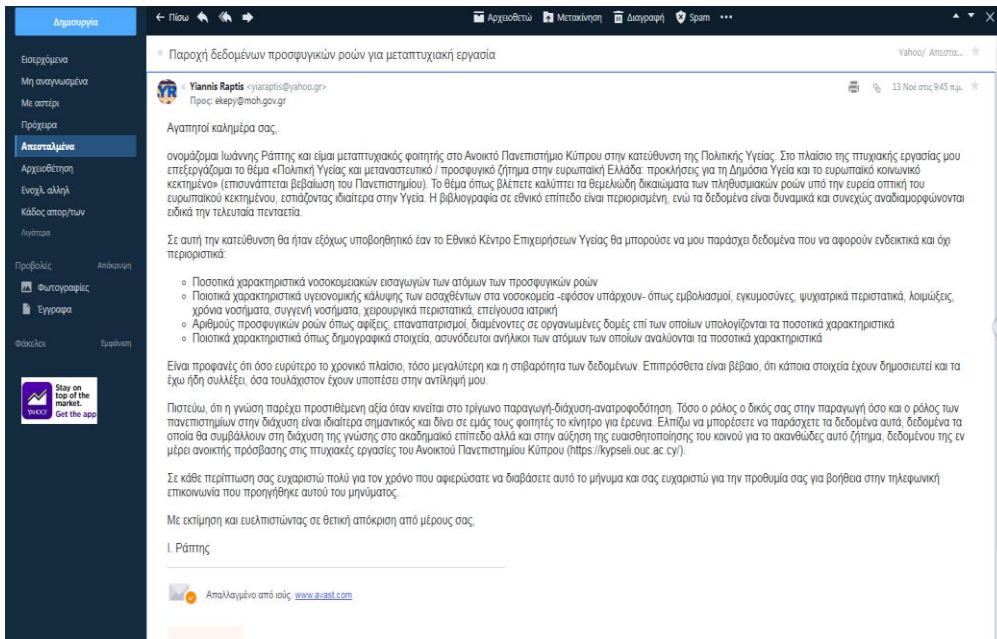 Δημιουργία
← Πίσω
Αρχειοθετώ Μετακίνηση Διαγραφή Spam •••
Εισερχόμενα
Μη αναγνωσμένα
Με αστέρι
Πρόχειρα
Απεσταλμένα
Αρχειοθέτηση
Ενοχλ. αλληλ
Κάδος απορ/των
Λιγότερα
Προβολές Απόκρυψη
Φωτογραφίες
Έγγραφα
Φάκελοι Εμφάνιση
Stay on
top of the
market.
YAHOO! Get the app
Παροχή δεδομένων προσφυγικών ροών για μεταπτυχιακή εργασία
Yahoo/ Απεστα...
YR
Yiannis Raptis <yiaraptis@yahoo.gr>
13 Νοε στις 9:45 π.μ.
Προς: ekepy@moh.gov.gr
Αγαπητοί καλημέρα σας,
ονομάζομαι Ιωάννης Ράπτης και είμαι μεταπτυχιακός φοιτητής στο Ανοικτό Πανεπιστήμιο Κύπρου στην κατεύθυνση της Πολιτικής Υγείας. Στο πλαίσιο της πτυχιακής εργασίας μου
επεξεργάζομαι το θέμα «Πολιτική Υγείας και μεταναστευτικό / προσφυγικό ζήτημα στην ευρωπαϊκή Ελλάδα: προκλήσεις για τη Δημόσια Υγεία και το ευρωπαϊκό κοινωνικό
κεκτημένο» (επισυνάπτεται βεβαίωση του Πανεπιστημίου). Το θέμα όπως βλέπετε καλύπτει τα θεμελιώδη δικαιώματα των πληθυσμιακών ροών υπό την ευρεία οπτική του
ευρωπαϊκού κεκτημένου, εστιάζοντας ιδιαίτερα στην Υγεία. Η βιβλιογραφία σε εθνικό επίπεδο είναι περιορισμένη, ενώ τα δεδομένα είναι δυναμικά και συνεχώς αναδιαμορφώνονται
ειδικά την τελευταία πενταετία.
Σε αυτή την κατεύθυνση θα ήταν εξόχως υποβοηθητικό έαν το Εθνικό Κέντρο Επιχειρήσεων Υγείας θα μπορούσε να μου παράσχει δεδομένα που να αφορούν ενδεικτικά και όχι
περιοριστικά:
Ποσοτικά χαρακτηριστικά νοσοκομειακών εισαγωγών των ατόμων των προσφυγικών ροών
Ποιοτικά χαρακτηριστικά υγειονομικής κάλυψης των εισαχθέντων στα νοσοκομεία -εφόσον υπάρχουν- όπως εμβολιασμοί, εγκυμοσύνες, ψυχιατρικά περιστατικά, λοιμώξεις,
χρόνια νοσήματα, συγγενή νοσήματα, χειρουργικά περιστατικά, επείγουσα ιατρική
Αριθμούς προσφυγικών ροών όπως αφίξεις, επαναπατρισμοί, διαμένοντες σε οργανωμένες δομές επί των οποίων υπολογίζονται τα ποσοτικά χαρακτηριστικά
Ποιοτικά χαρακτηριστικά όπως δημογραφικά στοιχεία, ασυνόδευτοι ανήλικοι των ατόμων των οποίων αναλύονται τα ποσοτικά χαρακτηριστικά
Είναι προφανές ότι όσο ευρύτερο το χρονικό πλαίσιο, τόσο μεγαλύτερη και η στιβαρότητα των δεδομένων. Επιπρόσθετα είναι βέβαιο, ότι κάποια στοιχεία έχουν δημοσιευτεί και τα
έχω ήδη συλλέξει, όσα τουλάχιστον έχουν υποπέσει στην αντίληψή μου.
Πιστεύω, ότι η γνώση παρέχει προστιθέμενη αξία όταν κινείται στο τρίγωνο παραγωγή-διάχυση-ανατροφοδότηση. Τόσο ο ρόλος ο δικός σας στην παραγωγή όσο και ο ρόλος των
πανεπιστημίων στην διάχυση είναι ιδιαίτερα σημαντικός και δίνει σε εμάς τους φοιτητές το κίνητρο για έρευνα. Ελπίζω να μπορέσετε να παράσχετε τα δεδομένα αυτά, δεδομένα τα
οποία θα συμβάλλουν στη διάχυση της γνώσης στο ακαδημαϊκό επίπεδο αλλά και στην αύξηση της ευαισθητοποίησης του κοινού για το ακανθώδες αυτό ζήτημα, δεδομένου της εν
μέρει ανοικτής πρόσβασης στις πτυχιακές εργασίες του Ανοικτού Πανεπιστημίου Κύπρου (https://kypseli.ouc.ac.cy/).
Σε κάθε περίπτωση σας ευχαριστώ πολύ για τον χρόνο που αφιερώσατε να διαβάσετε αυτό το μήνυμα και σας ευχαριστώ για την προθυμία σας για βοήθεια στην τηλεφωνική
επικοινωνία που προηγήθηκε αυτού του μηνύματος.
Με εκτίμηση και ευελπιστώντας σε θετική απόκριση από μέρους σας,
Ι. Ράπτης
Απαλλαγμένο από ιούς. www.avast.com